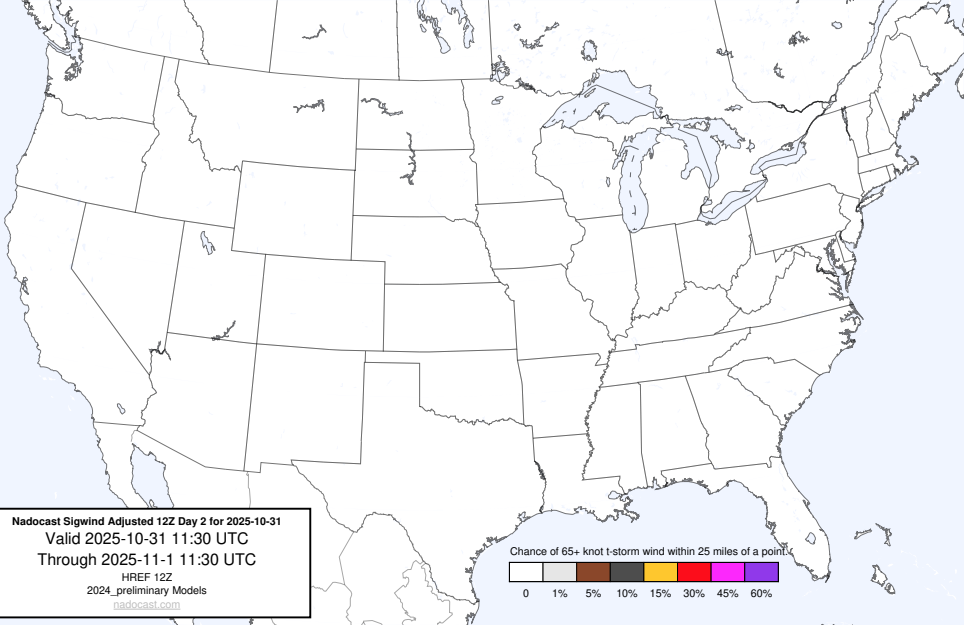 Nadocast Sigwind Adjusted 12Z Day 2 for 2025-10-31
Valid 2025-10-31 11:30 UTC
Through 2025-11-1 11:30 UTC
HREF 12Z
2024_preliminary Models
nadocast.com
Chance of 65+ knot t-storm wind within 25 miles of a point.
0 1% 5% 10% 15% 30% 45% 60%